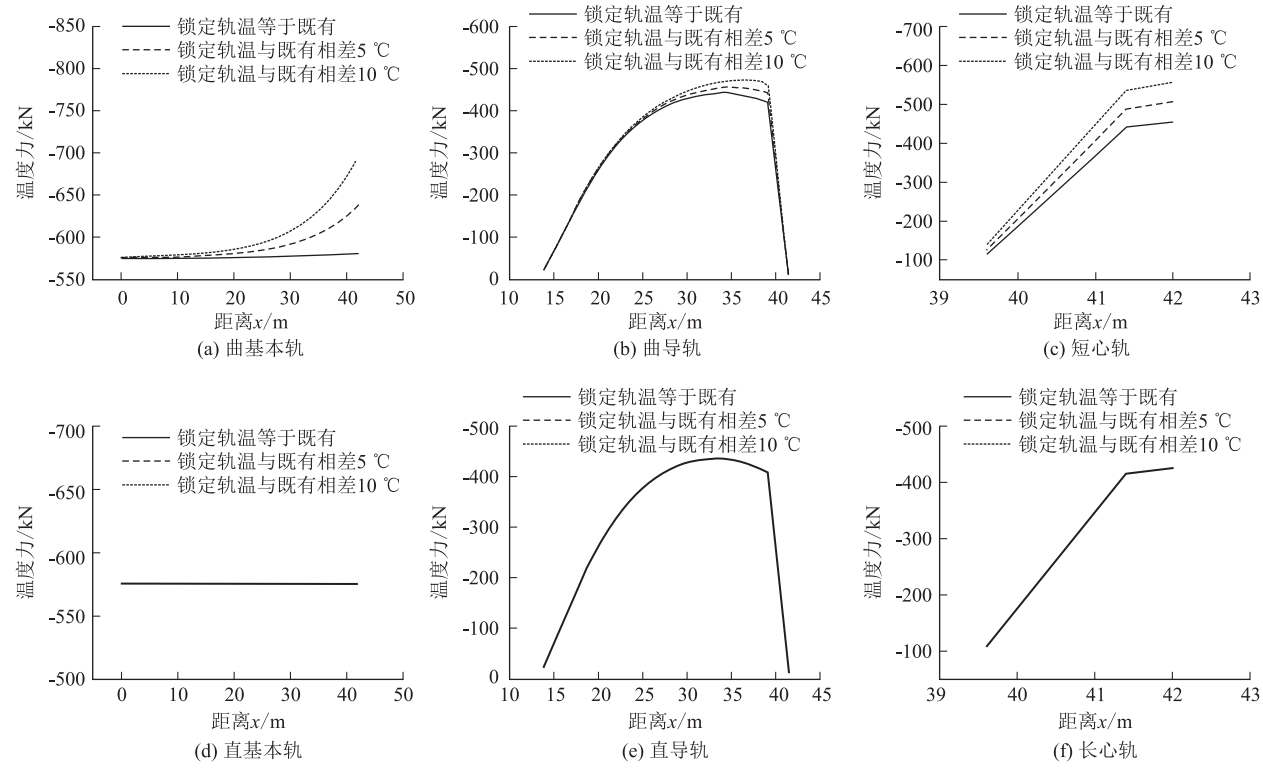 -850
-800
-750
-700
-650
-600
-550
温度力/kN
锁定轨温等于既有
锁定轨温与既有相差5 ℃
锁定轨温与既有相差10 ℃
0 10 20 30 40 50
距离x/m
(a) 曲基本轨
-600
-500
-400
-300
-200
-100
0
温度力/kN
锁定轨温等于既有
锁定轨温与既有相差5 ℃
锁定轨温与既有相差10 ℃
10 15 20 25 30 35 40 45
距离x/m
(b) 曲导轨
-700
-600
-500
-400
-300
-200
-100
温度力/kN
锁定轨温等于既有
锁定轨温与既有相差5 ℃
锁定轨温与既有相差10 ℃
39 40 41 42 43
距离x/m
(c) 短心轨
-700
-650
-600
-550
-500
温度力/kN
锁定轨温等于既有
锁定轨温与既有相差5 ℃
锁定轨温与既有相差10 ℃
0 10 20 30 40 50
距离x/m
(d) 直基本轨
-500
-400
-300
-200
-100
0
温度力/kN
锁定轨温等于既有
锁定轨温与既有相差5 ℃
锁定轨温与既有相差10 ℃
10 15 20 25 30 35 40 45
距离x/m
(e) 直导轨
-500
-400
-300
-200
-100
温度力/kN
锁定轨温等于既有
锁定轨温与既有相差5 ℃
锁定轨温与既有相差10 ℃
39 40 41 42 43
距离x/m
(f) 长心轨